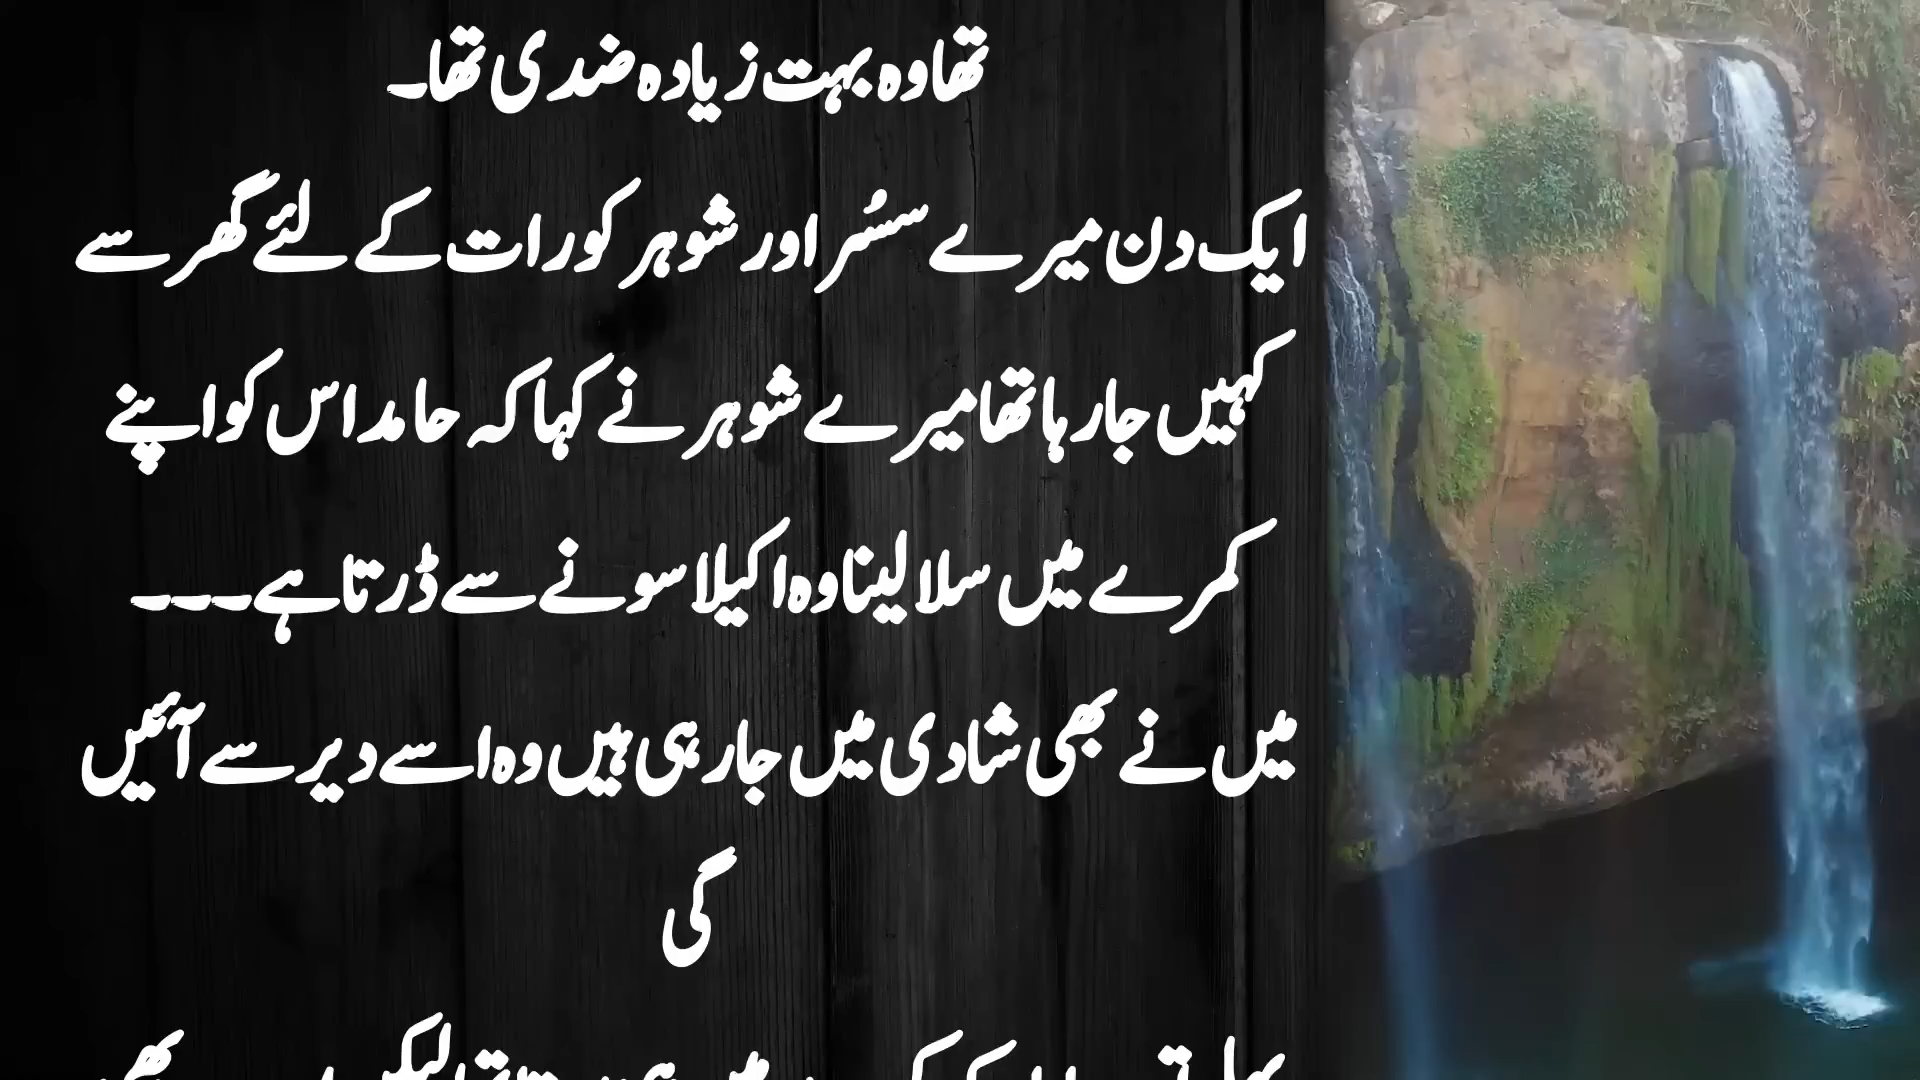 تھا وہ بہت زیادہ ضدی تھا۔
ایک دن میرے سسُر اور شوہر کو رات کے لئے گھر سے
کہیں جا رہا تھا میرے شوہر نے کہا کہ حامد اس کو اپنے
کمرے میں سلا لینا وہ اکیلا سونے سے ڈرتا ہے۔۔۔
میں نے بھی شادی میں جا رہی ہیں وہ اسے دیر سے آئیں
گی